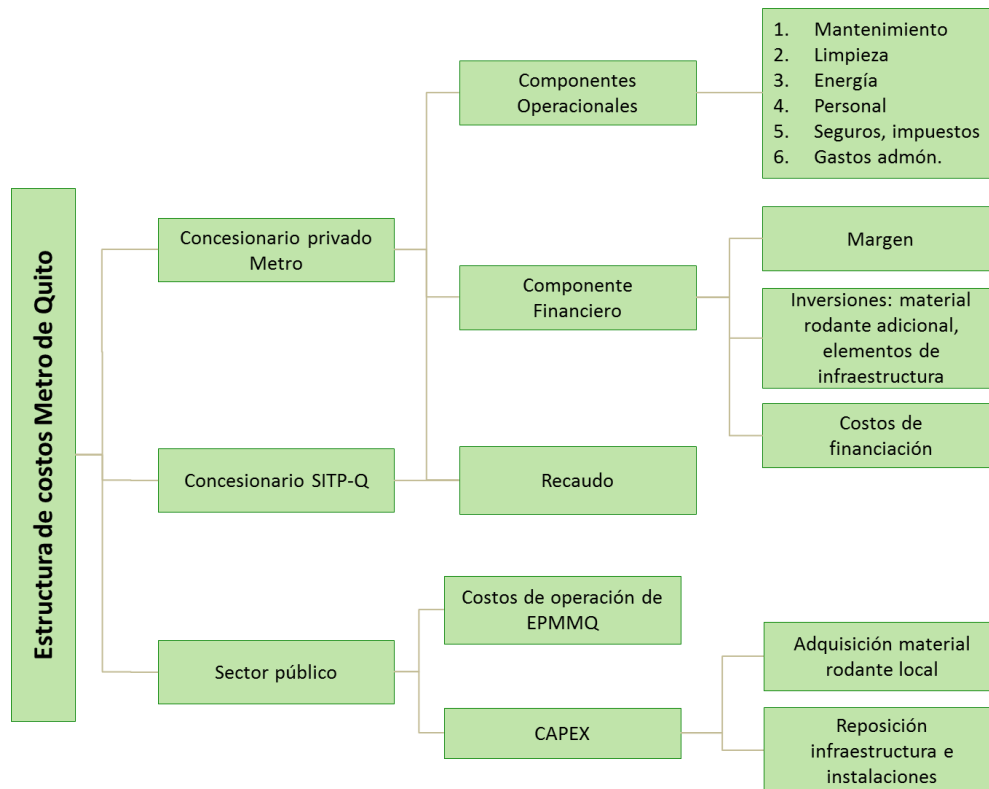 Estructura de costos Metro de Quito
Concesionario privado
Metro
Concesionario SITP-Q
Sector público
Componentes
Operacionales
Componente
Financiero
Recaudo
Costos de operación de
EPMMQ
CAPEX
1. Mantenimiento
2. Limpieza
3. Energía
4. Personal
5. Seguros, impuestos
6. Gastos admón.
Margen
Inversiones: material
rodante adicional,
elementos de
infraestructura
Costos de
financiación
Adquisición material
rodante local
Reposición
infraestructura e
instalaciones